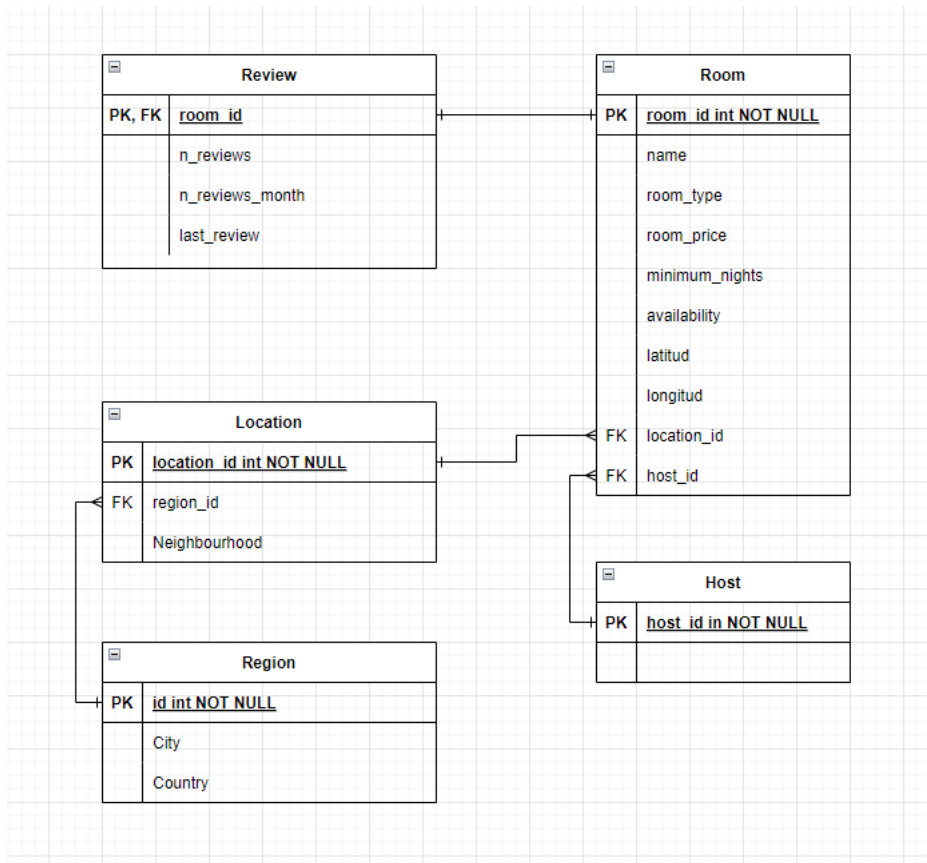 Review
PK, FK room_id
n_reviews
n_reviews_month
last_review
Room
PK room_id int NOT NULL
name
room_type
room_price
minimum_nights
availability
latitud
longitud
FK location_id
FK host_id
Location
PK location_id int NOT NULL
FK region_id
Neighbourhood
Host
PK host_id in NOT NULL
Region
PK id int NOT NULL
City
Country